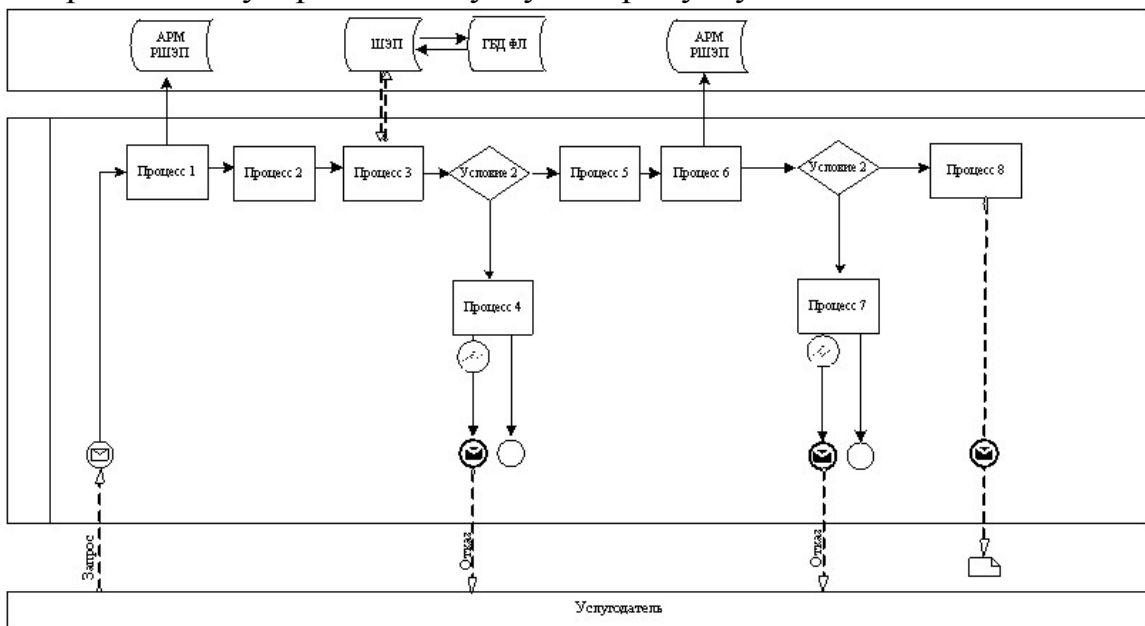 АРМ
РШЭП
ШЭП
ГБД ФЛ
АРМ
РШЭП
Процесс 1
Процесс 2
Процесс 3
Условие 2
Процесс 5
Процесс 6
Условие 2
Процесс 8
Процесс 4
Процесс 7
Запрос
Отказ
Отказ
Услугодатель